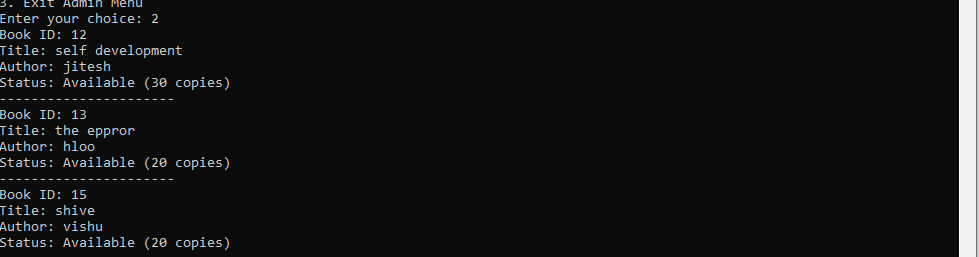 3. Exit Admin Menu
Enter your choice: 2
Book ID: 12
Title: self development
Author: jitesh
Status: Available (30 copies)
----------------------
Book ID: 13
Title: the eppror
Author: hloo
Status: Available (20 copies)
----------------------
Book ID: 15
Title: shive
Author: vishu
Status: Available (20 copies)